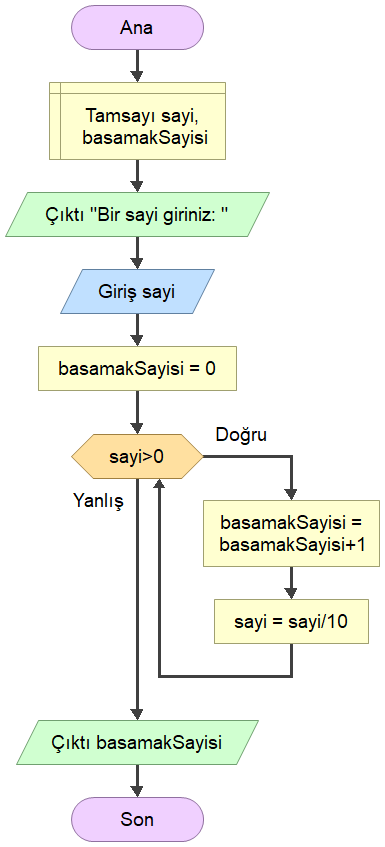 Ana
Tamsayı sayi,
basamakSayisi
Çıktı "Bir sayi giriniz: "
Giriş sayi
basamakSayisi = 0
sayi>0
Doğru
Yanlış
basamakSayisi =
basamakSayisi+1
sayi = sayi/10
Çıktı basamakSayisi
Son